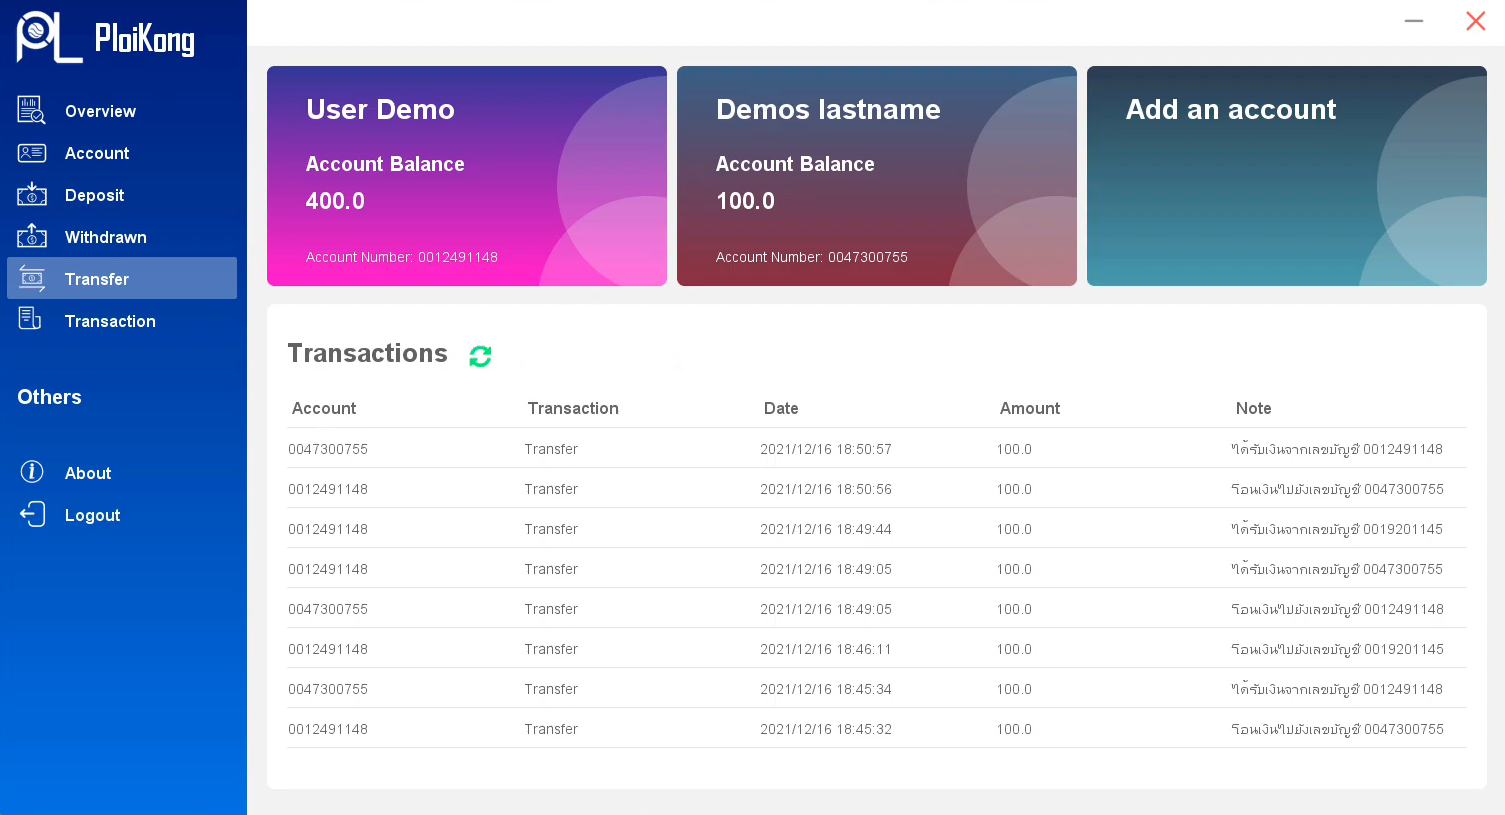 PL PloiKong
Overview
Account
Deposit
Withdrawn
Transfer
Transaction
Others
About
Logout
User Demo
Account Balance
400.0
Account Number: 0012491148
Demos lastname
Account Balance
100.0
Account Number: 0047300755
Add an account
Transactions
Account Transaction Date Amount Note
0047300755 Transfer 2021/12/16 18:50:57 100.0 ได้รับเงินจากเลขบัญชี 0012491148
0012491148 Transfer 2021/12/16 18:50:56 100.0 โอนเงินไปยังเลขบัญชี 0047300755
0012491148 Transfer 2021/12/16 18:49:44 100.0 ได้รับเงินจากเลขบัญชี 0019201145
0012491148 Transfer 2021/12/16 18:49:05 100.0 ได้รับเงินจากเลขบัญชี 0047300755
0047300755 Transfer 2021/12/16 18:49:05 100.0 โอนเงินไปยังเลขบัญชี 0012491148
0012491148 Transfer 2021/12/16 18:46:11 100.0 โอนเงินไปยังเลขบัญชี 0019201145
0047300755 Transfer 2021/12/16 18:45:34 100.0 ได้รับเงินจากเลขบัญชี 0012491148
0012491148 Transfer 2021/12/16 18:45:32 100.0 โอนเงินไปยังเลขบัญชี 0047300755